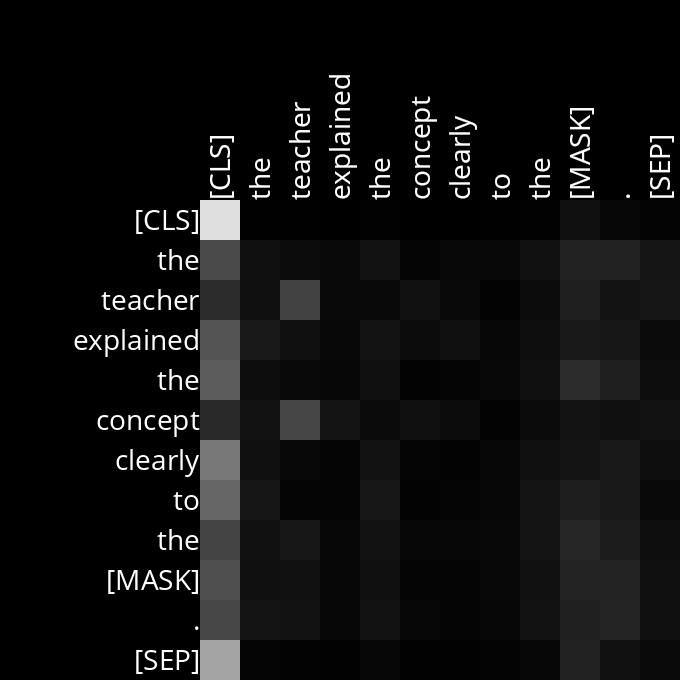 [CLS] the teacher explained the concept clearly to the [MASK] . [SEP]
[CLS]
the
teacher
explained
the
concept
clearly
to
the
[MASK]
.
[SEP]